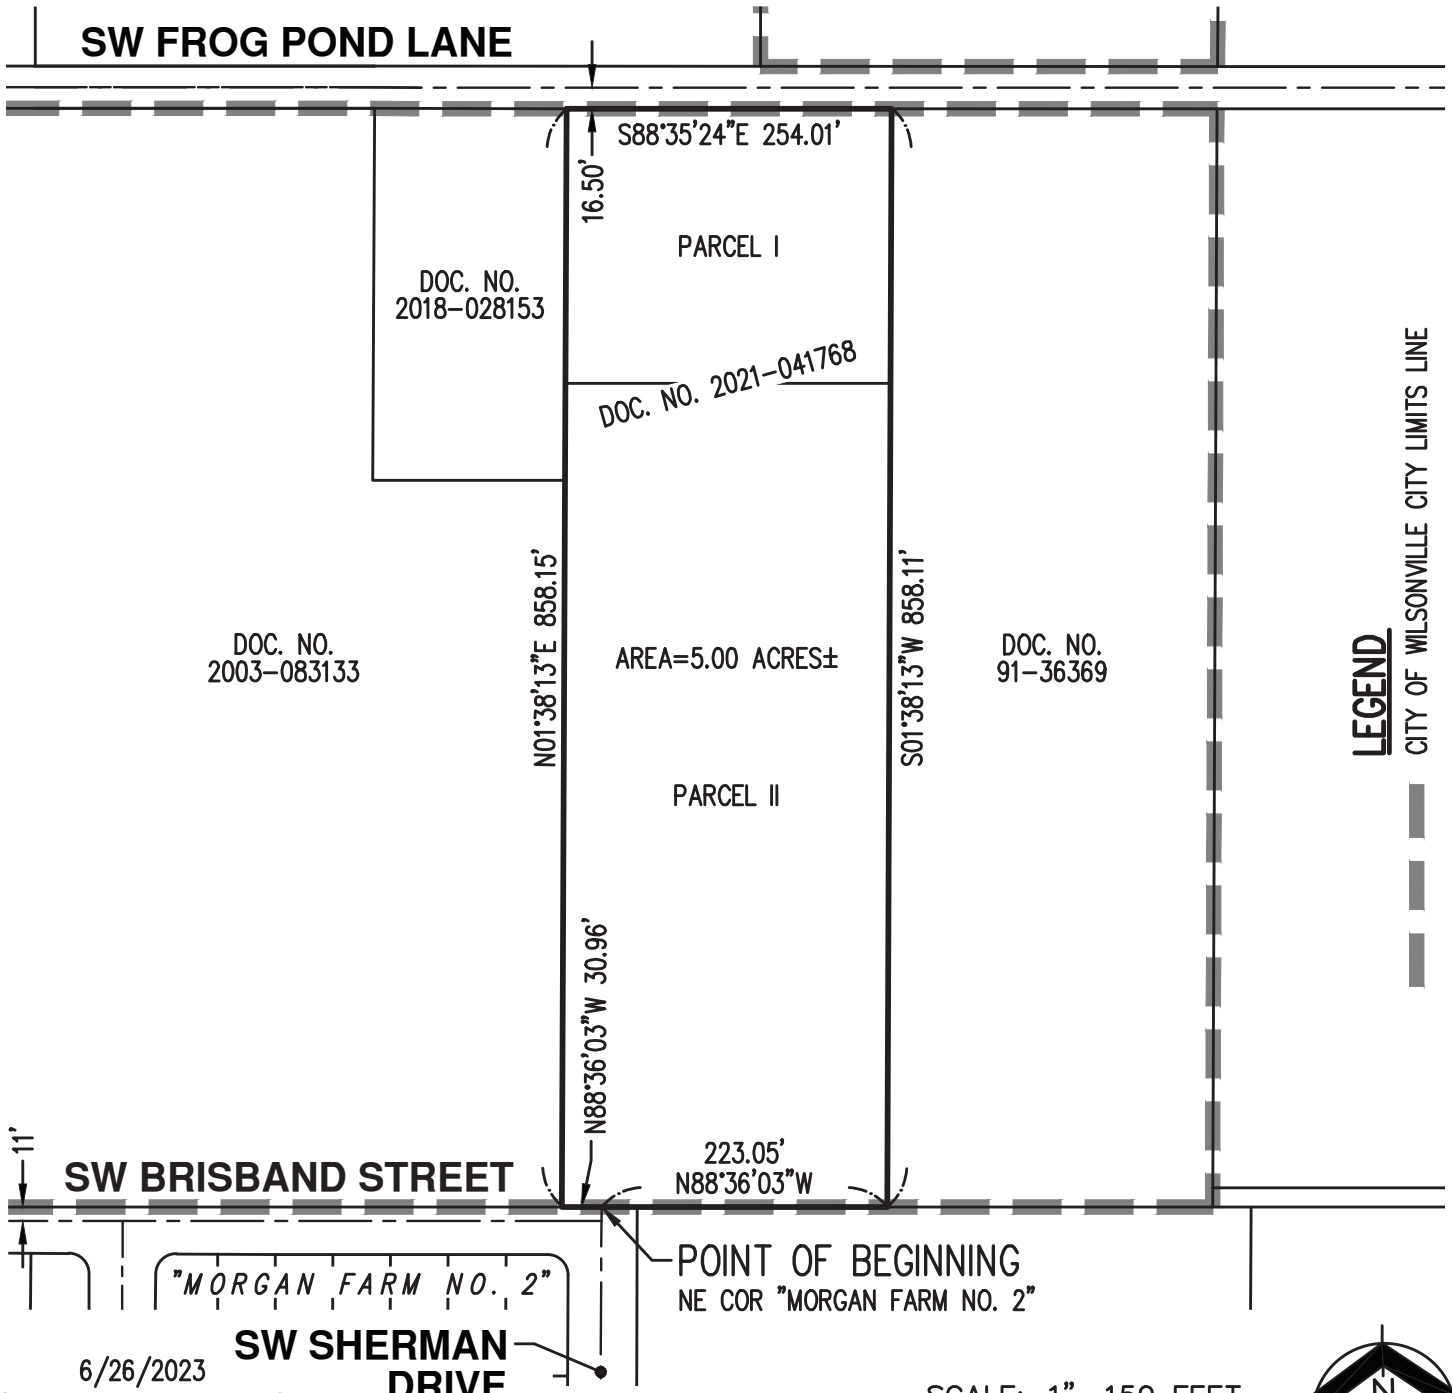 SW FROG POND LANE
S88°35'24"E 254.01'
16.50'
PARCEL I
DOC. NO.
2018-028153
DOC. NO. 2021-041768
CITY OF WILSONVILLE CITY LIMITS LINE
LEGEND
N01°38'13"E 858.15'
S01°38'13"W 858.11'
DOC. NO.
2003-083133
AREA=5.00 ACRES±
DOC. NO.
91-36369
PARCEL II
N88°36'03"W 30.96'
11'
SW BRISBAND STREET
223.05'
N88°36'03"W
POINT OF BEGINNING
NE COR "MORGAN FARM NO. 2"
"MORGAN FARM NO. 2"
SW SHERMAN
DRIVE
6/26/2023
SCALE: 1" 150 FEET
N